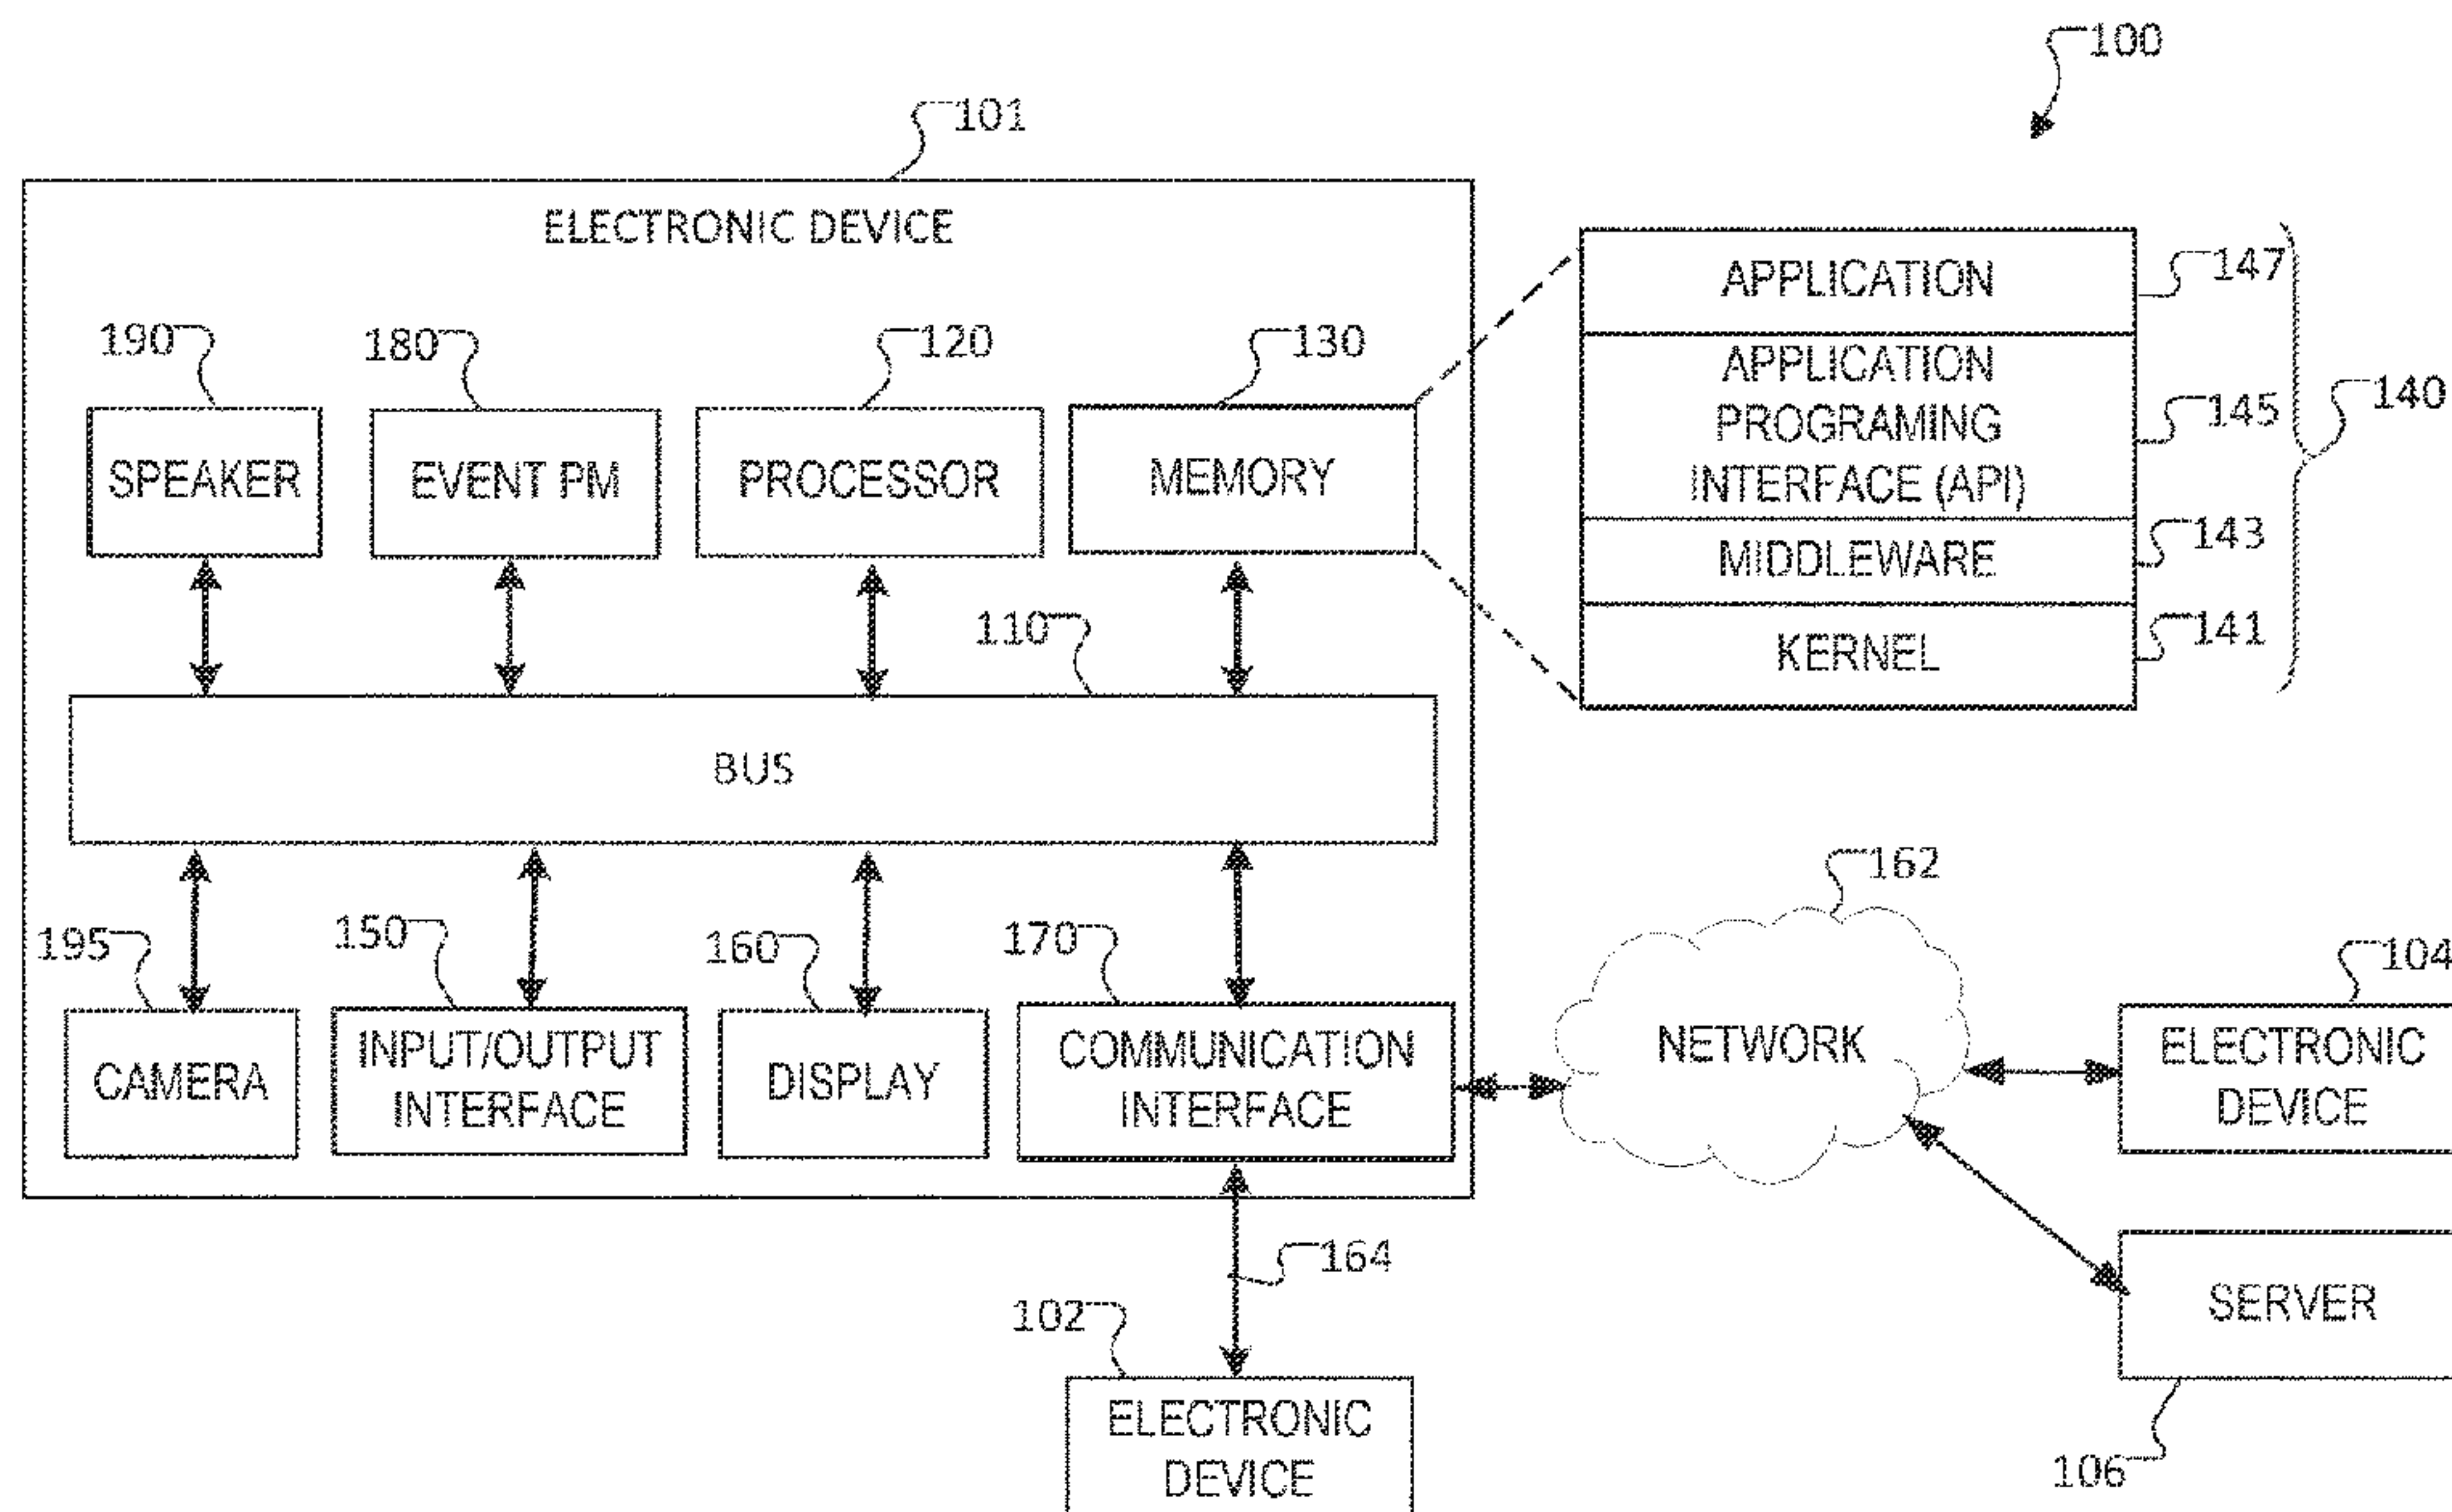 100
101
ELECTRONIC DEVICE
190
180
120
130
SPEAKER
EVENT PM
PROCESSOR
MEMORY
APPLICATION
147
APPLICATION
PROGRAMING
INTERFACE (API)
145
140
MIDDLEWARE
143
KERNEL
141
110
BUS
195
150
160
170
CAMERA
INPUT/OUTPUT
INTERFACE
DISPLAY
COMMUNICATION
INTERFACE
162
NETWORK
104
ELECTRONIC
DEVICE
164
102
ELECTRONIC
DEVICE
SERVER
106